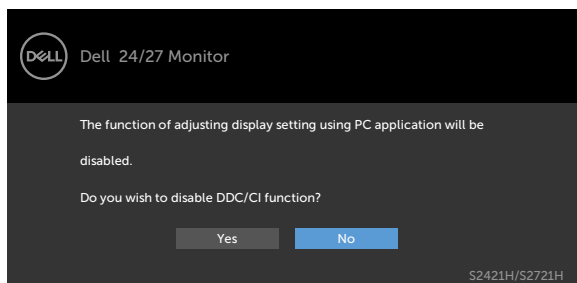 DELL
Dell 24/27 Monitor
The function of adjusting display setting using PC application will be
disabled.
Do you wish to disable DDC/CI function?
Yes
No
S2421H/S2721H